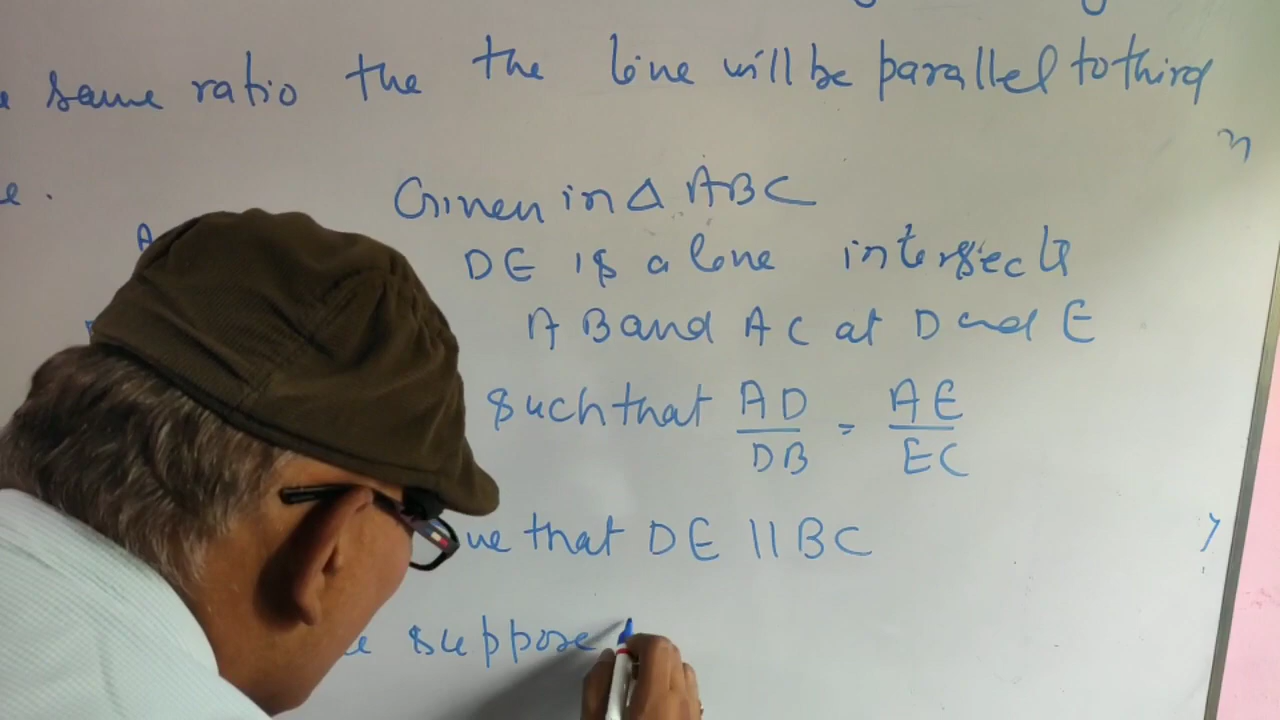 same ratio the the line will be parallel to third
Given in Δ ABC
A
DE is a line intersects
AB and AC at D and E
such that AD/DB = AE/EC
that DE || BC
suppose